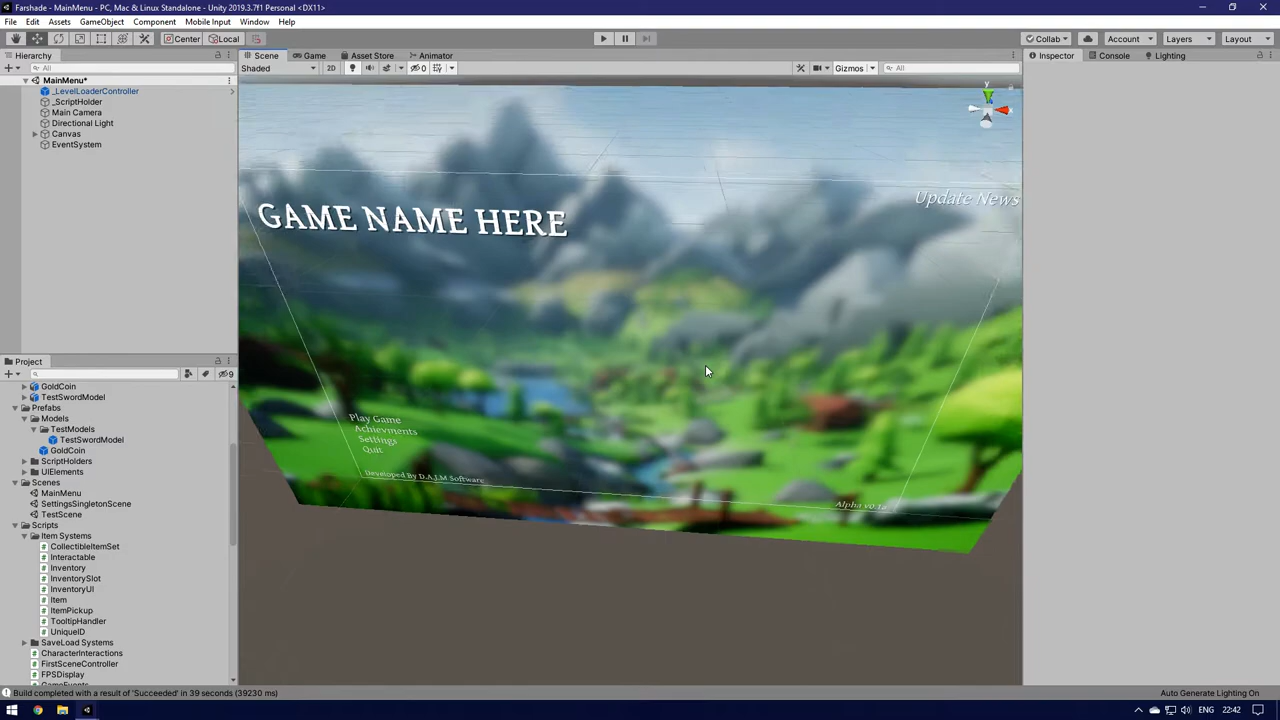 Farshade - MainMenu - PC, Mac & Linux Standalone - Unity 2019.3.7f1 Personal <DX11>
File Edit Assets GameObject Component Mobile Input Window Help
Center Local Collab Account Layers Layout
Hierarchy Scene Game Asset Store Animator Inspector Console Lighting
All Shaded 2D 0 Gizmos All
MainMenu*
_LevelLoaderController
_ScriptHolder
Main Camera
Directional Light
Canvas
EventSystem
y
Update News
GAME NAME HERE
Play Game
Achievments
Settings
Quit
Developed By D.A.J.M Software
Project
9
GoldCoin
TestSwordModel
Prefabs
Models
TestModels
TestSwordModel
GoldCoin
ScriptHolders
UIElements
Scenes
MainMenu
SettingsSingletonScene
TestScene
Scripts
Item Systems
CollectibleItemSet
Interactable
Inventory
InventorySlot
InventoryUI
Item
ItemPickup
TooltipHandler
UniqueID
SaveLoad Systems
CharacterInteractions
FirstSceneController
FPSDisplay
GameEvents
Build completed with a result of 'Succeeded' in 39 seconds (39230 ms)
Auto Generate Lighting On
ENG 22:42